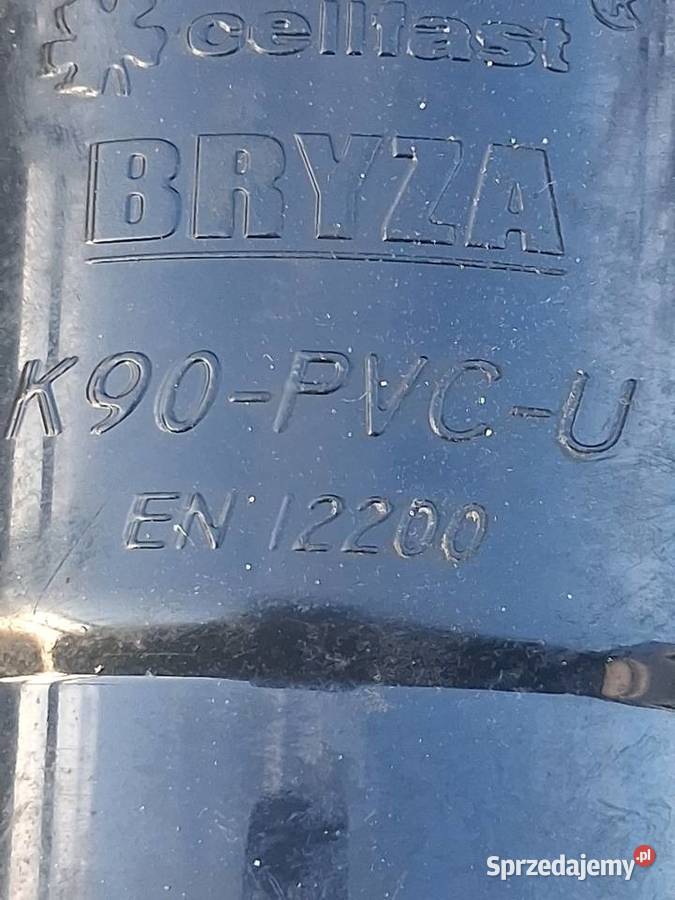 cellfast ®
BRYZA
K90-PVC-U
EN 12200
Sprzedajemy.pl